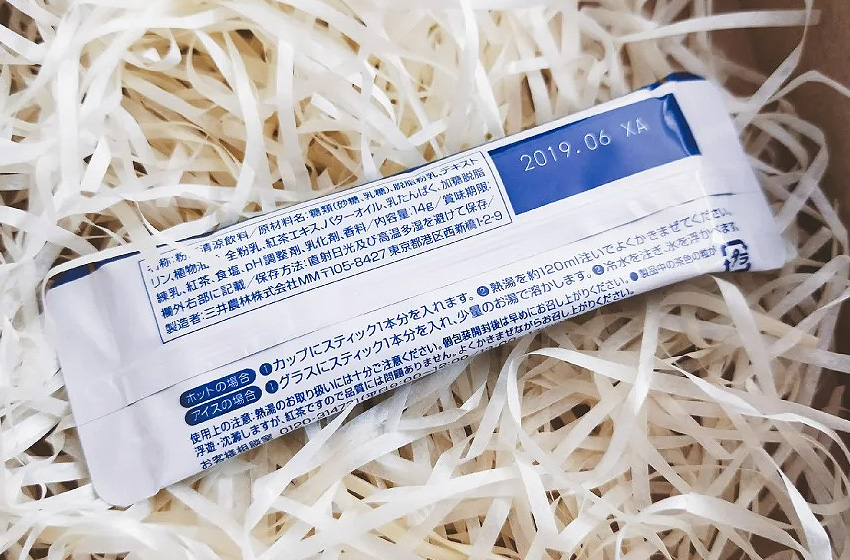 2019.06 XA
清涼飲料／原材料名:糖類(砂糖、乳糖)、脱脂粉乳、デキスト
リン、植物油 全粉乳、紅茶エキス、バターオイル、乳たんぱく、加糖脱脂
練乳、紅茶、食塩、pH調整剤、乳化剤、香料／内容量:14g／賞味期限:
欄外右部に記載／保存方法:直射日光及び高温多湿を避けて保存／
製造者:三井農林株式会社MM 〒105-8427 東京都港区西新橋1-2-9
ホットの場合 ❶カップにスティック1本分を入れます。❷熱湯を約120ml注いでよくかきまぜてください。
アイスの場合 ❶グラスにスティック1本分を入れ、少量のお湯で溶かします。❷冷水を注ぎ、氷を浮かべます。
使用上の注意:熱湯のお取り扱いには十分ご注意ください。個包装開封後は早めにお召し上がりください。●製品中の茶色の粒が
浮遊・沈澱しますが、紅茶ですので品質には問題ありません。よくかきまぜながらお召し上がりください。
お客様相談室
プラ